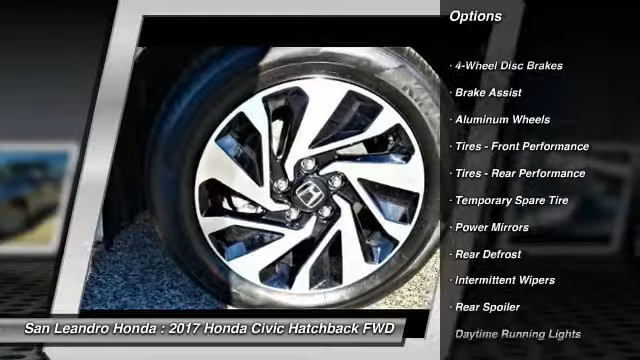 Options
· 4-Wheel Disc Brakes
· Brake Assist
· Aluminum Wheels
· Tires - Front Performance
· Tires - Rear Performance
· Temporary Spare Tire
· Power Mirrors
· Rear Defrost
· Intermittent Wipers
· Rear Spoiler
· Daytime Running Lights
San Leandro Honda : 2017 Honda Civic Hatchback FWD